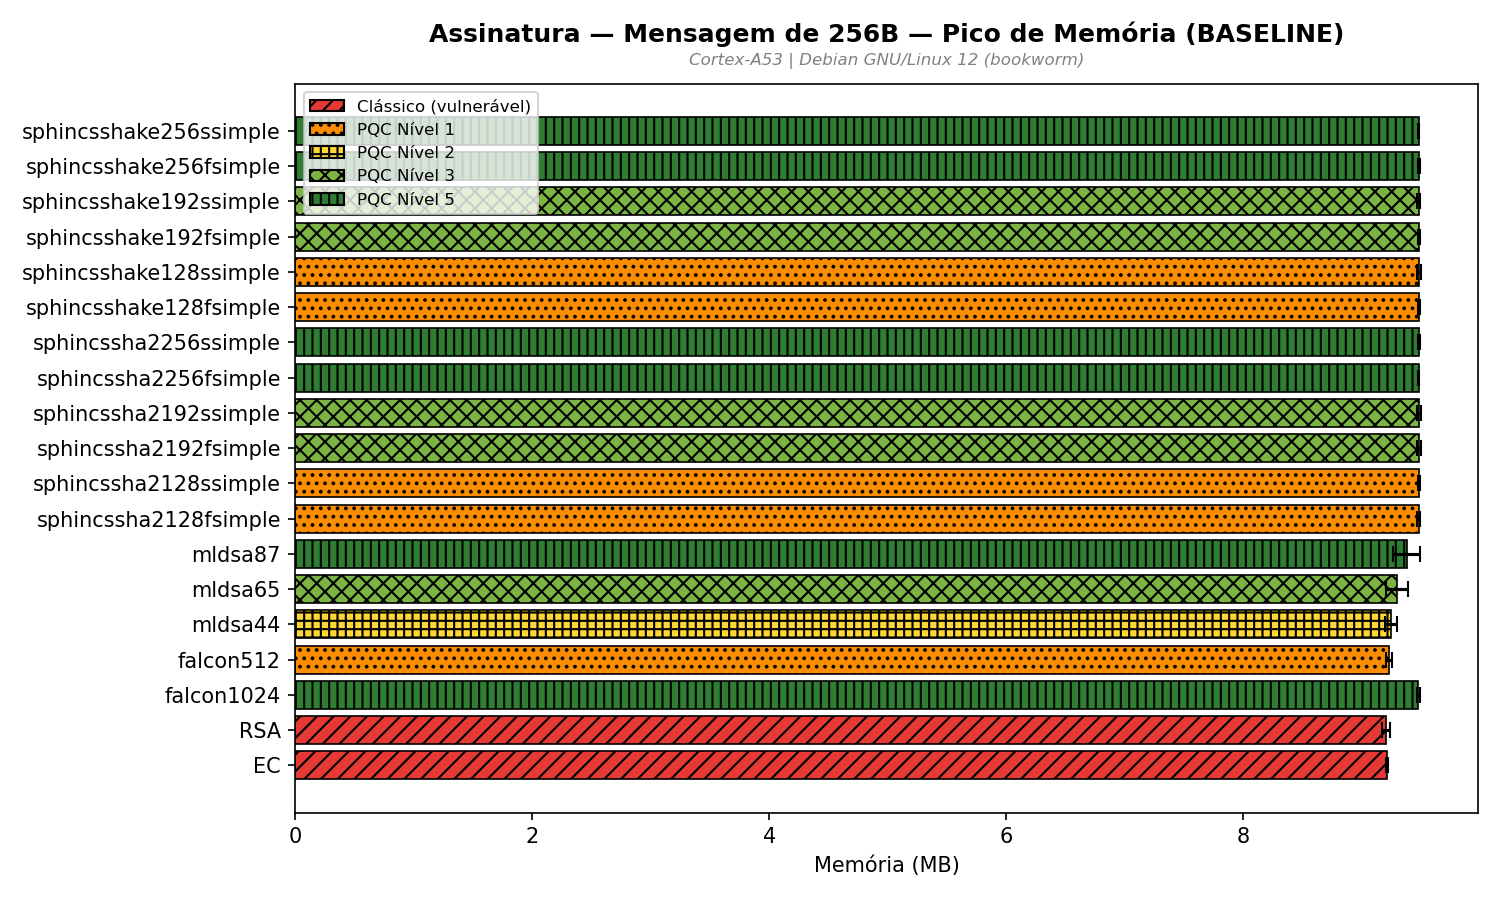 Assinatura — Mensagem de 256B — Pico de Memória (BASELINE)
Cortex-A53 | Debian GNU/Linux 12 (bookworm)
Clássico (vulnerável)
PQC Nível 1
PQC Nível 2
PQC Nível 3
PQC Nível 5
sphincsshake256ssimple
sphincsshake256fsimple
sphincsshake192ssimple
sphincsshake192fsimple
sphincsshake128ssimple
sphincsshake128fsimple
sphincssha2256ssimple
sphincssha2256fsimple
sphincssha2192ssimple
sphincssha2192fsimple
sphincssha2128ssimple
sphincssha2128fsimple
mldsa87
mldsa65
mldsa44
falcon512
falcon1024
RSA
EC
0 2 4 6 8
Memória (MB)